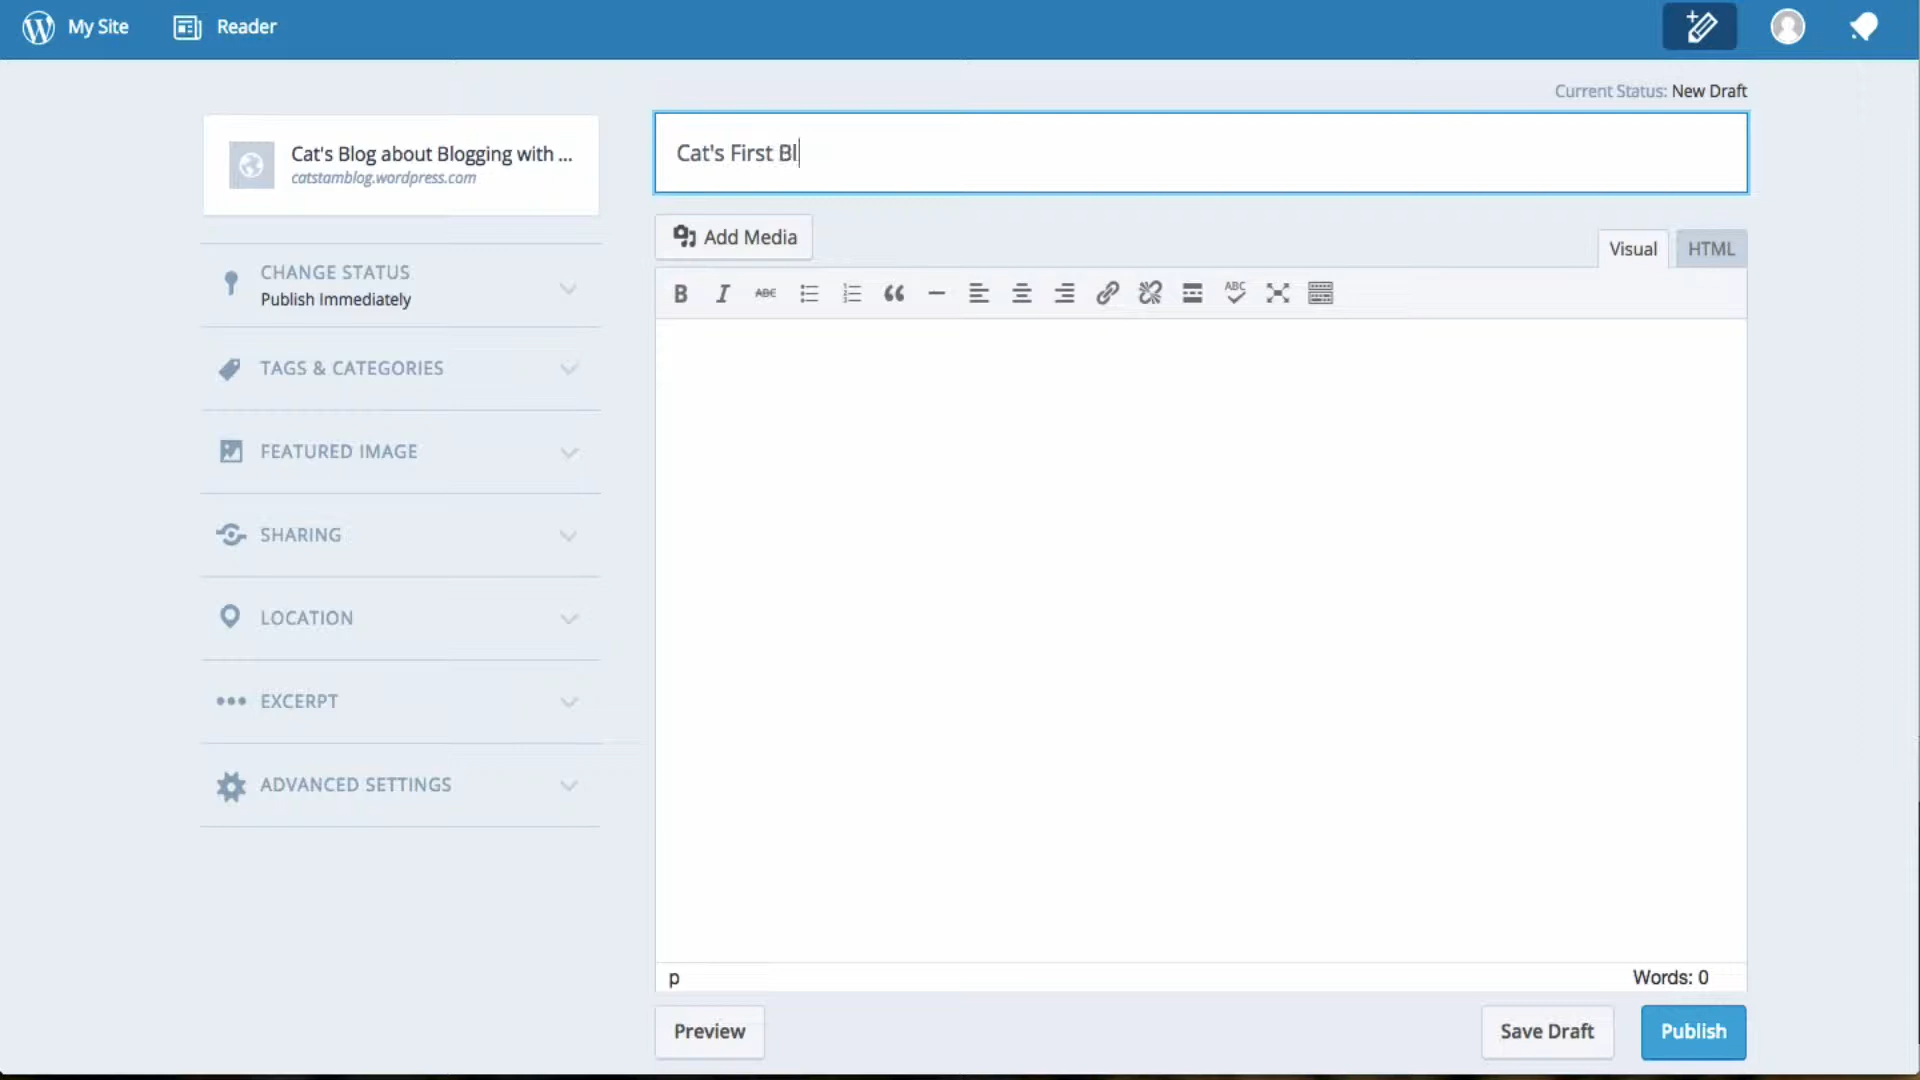 My Site
Reader
Current Status: New Draft
Cat's Blog about Blogging with ...
catstamblog.wordpress.com
Cat's First Bl
CHANGE STATUS
Publish Immediately
TAGS & CATEGORIES
FEATURED IMAGE
SHARING
LOCATION
EXCERPT
ADVANCED SETTINGS
Add Media
Visual
HTML
B I ABC ABC
p
Words: 0
Preview
Save Draft
Publish